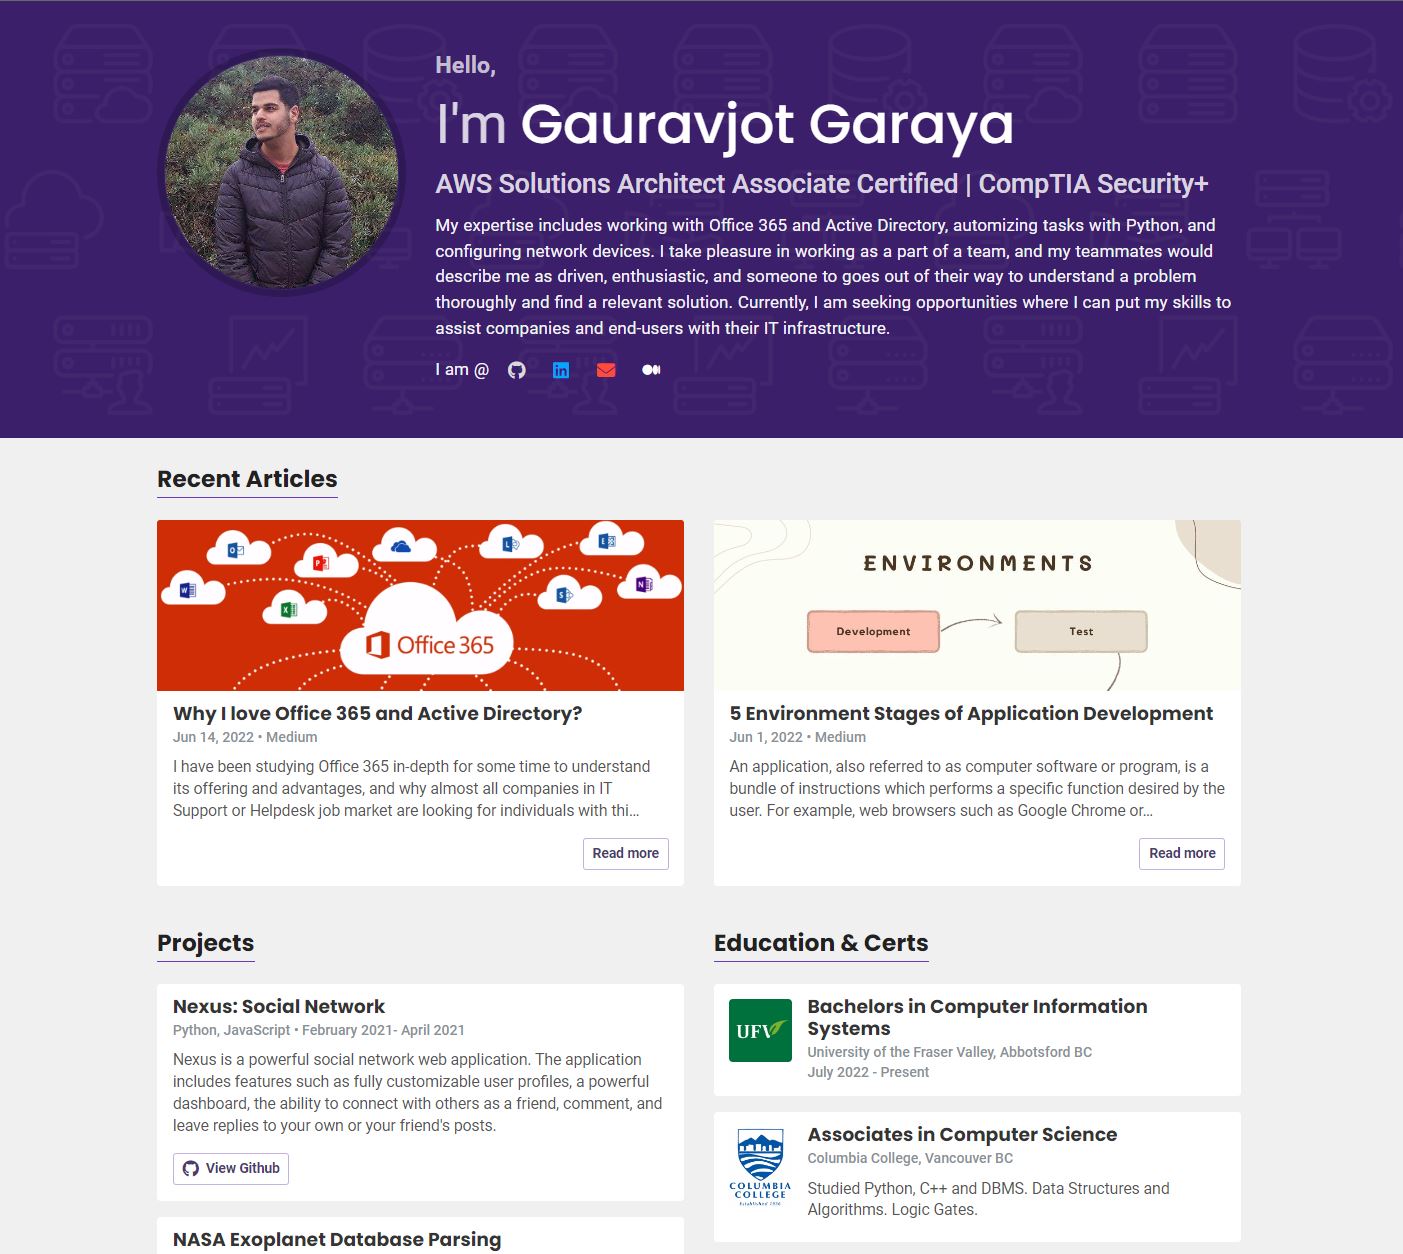 Hello,
I'm Gauravjot Garaya
AWS Solutions Architect Associate Certified | CompTIA Security+
My expertise includes working with Office 365 and Active Directory, automizing tasks with Python, and
configuring network devices. I take pleasure in working as a part of a team, and my teammates would
describe me as driven, enthusiastic, and someone to goes out of their way to understand a problem
thoroughly and find a relevant solution. Currently, I am seeking opportunities where I can put my skills to
assist companies and end-users with their IT infrastructure.
I am @
in
Recent Articles
Office 365
Why I love Office 365 and Active Directory?
Jun 14, 2022 • Medium
I have been studying Office 365 in-depth for some time to understand
its offering and advantages, and why almost all companies in IT
Support or Helpdesk job market are looking for individuals with thi...
Read more
ENVIRONMENTS
Development
Test
5 Environment Stages of Application Development
Jun 1, 2022 • Medium
An application, also referred to as computer software or program, is a
bundle of instructions which performs a specific function desired by the
user. For example, web browsers such as Google Chrome or...
Read more
Projects
Nexus: Social Network
Python, JavaScript • February 2021- April 2021
Nexus is a powerful social network web application. The application
includes features such as fully customizable user profiles, a powerful
dashboard, the ability to connect with others as a friend, comment, and
leave replies to your own or your friend's posts.
View Github
NASA Exoplanet Database Parsing
Education & Certs
UFV
Bachelors in Computer Information
Systems
University of the Fraser Valley, Abbotsford BC
July 2022 - Present
COLUMBIA
COLLEGE
Established 1936
Associates in Computer Science
Columbia College, Vancouver BC
Studied Python, C++ and DBMS. Data Structures and
Algorithms. Logic Gates.